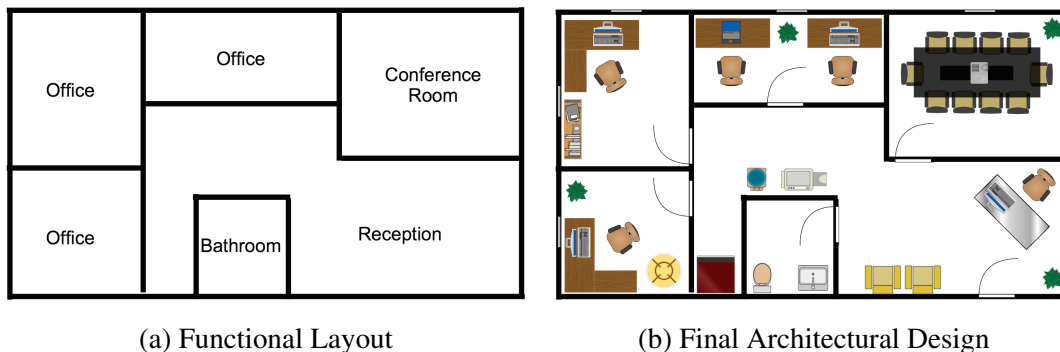 Office
Office
Conference
Room
Office
Bathroom
Reception
(a) Functional Layout
(b) Final Architectural Design